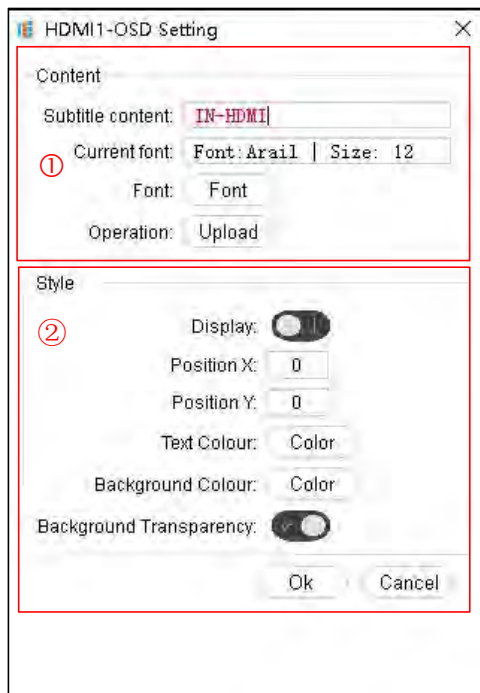 HDMI1-OSD Setting
Content
Subtitle content: IN-HDMI
① Current font: Font:Arail | Size: 12
Font: Font
Operation: Upload
Style
② Display:
Position X: 0
Position Y: 0
Text Colour: Color
Background Colour: Color
Background Transparency:
Ok Cancel